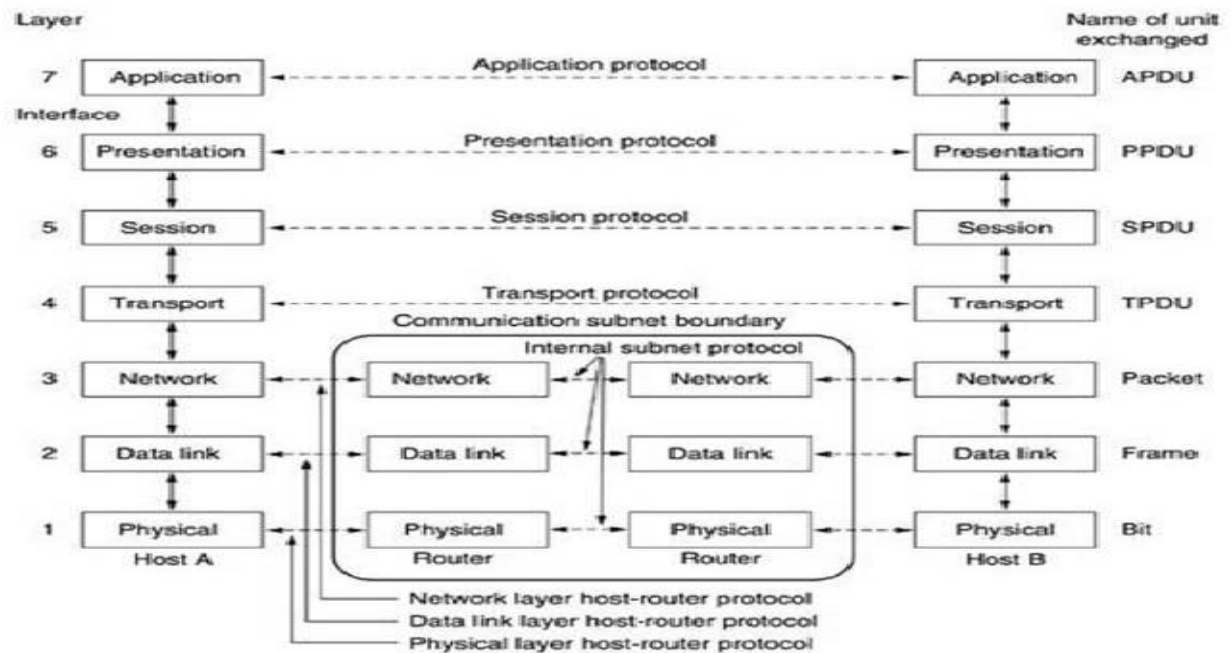 Layer
Name of unit
exchanged
7 Application Application protocol Application APDU
Interface
6 Presentation Presentation protocol Presentation PPDU
5 Session Session protocol Session SPDU
4 Transport Transport protocol Transport TPDU
Communication subnet boundary
Internal subnet protocol
3 Network Network Network Network Packet
2 Data link Data link Data link Data link Frame
1 Physical Physical Physical Physical Bit
Host A Router Router Host B
Network layer host-router protocol
Data link layer host-router protocol
Physical layer host-router protocol